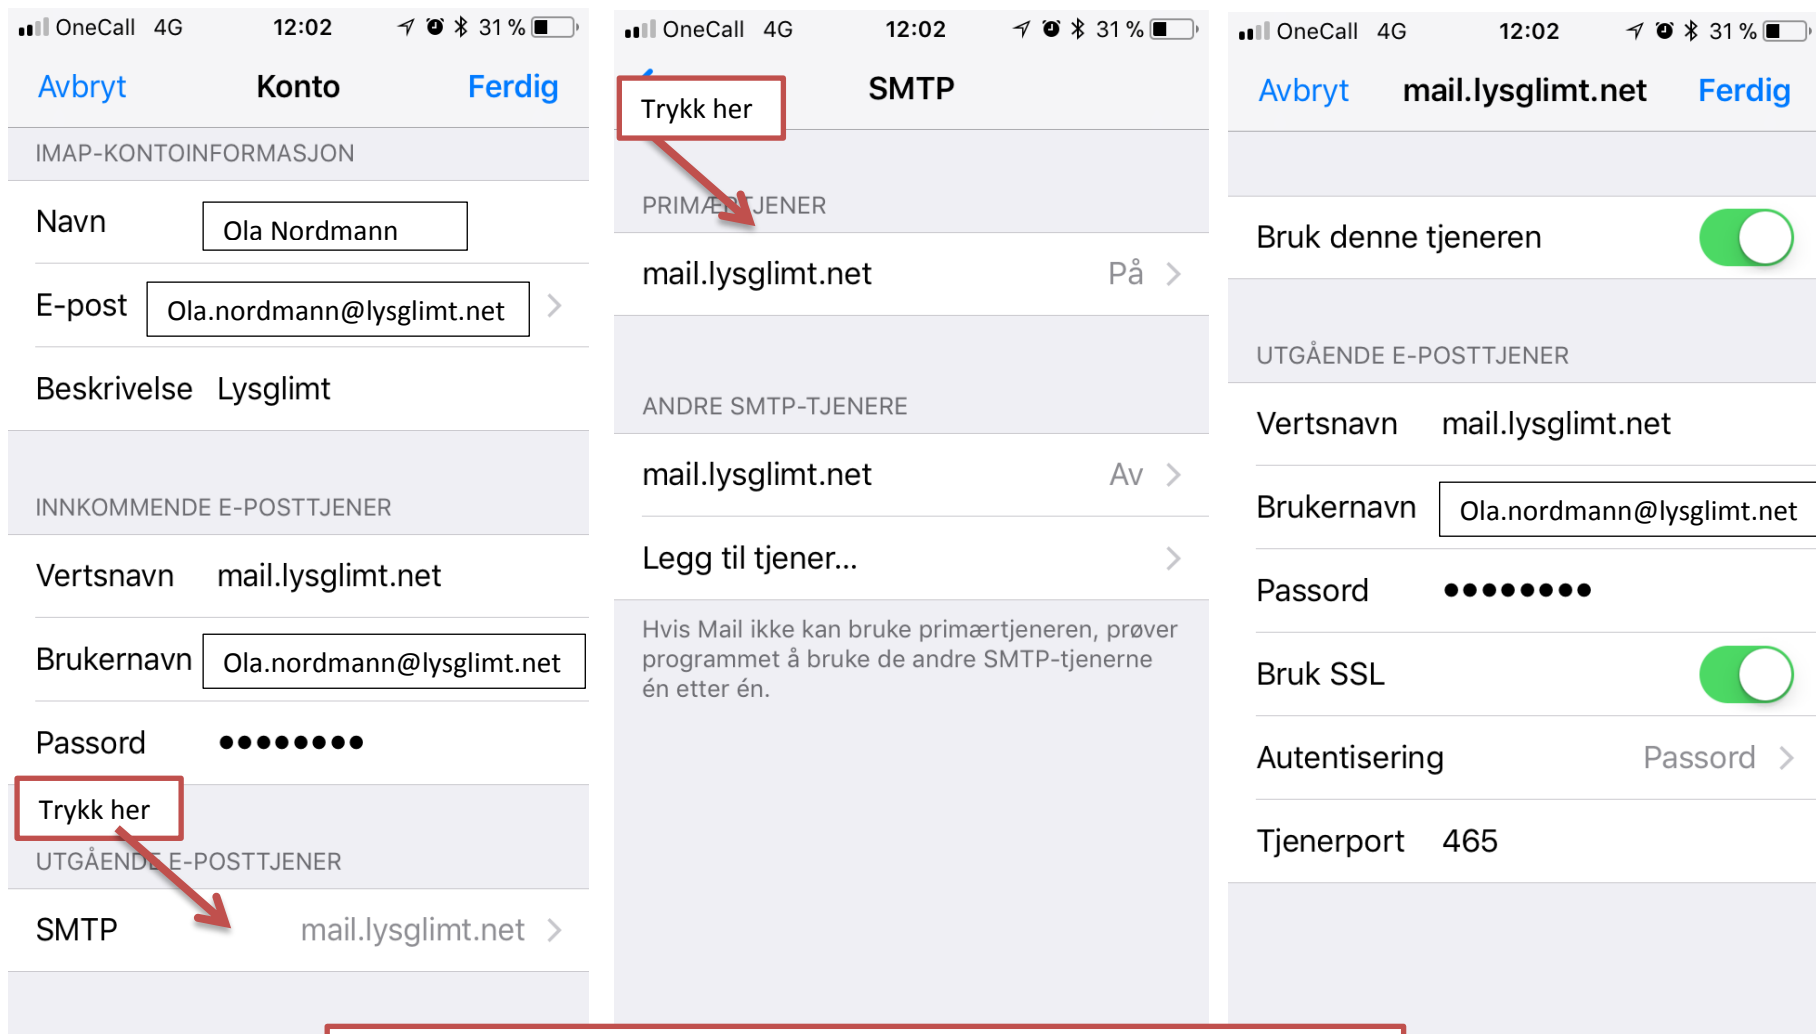 OneCall 4G 12:02 31 %
Avbryt Konto Ferdig
IMAP-KONTOINFORMASJON
Navn Ola Nordmann
E-post Ola.nordmann@lysglimt.net
Beskrivelse Lysglimt
INNKOMMENDE E-POSTTJENER
Vertsnavn mail.lysglimt.net
Brukernavn Ola.nordmann@lysglimt.net
Passord ••••••••
Trykk her
UTGÅENDE E-POSTTJENER
SMTP mail.lysglimt.net
OneCall 4G 12:02 31 %
SMTP
Trykk her
PRIMÆRTJENER
mail.lysglimt.net På
ANDRE SMTP-TJENERE
mail.lysglimt.net Av
Legg til tjener...
Hvis Mail ikke kan bruke primærtjeneren, prøver
programmet å bruke de andre SMTP-tjenerne
én etter én.
OneCall 4G 12:02 31 %
Avbryt mail.lysglimt.net Ferdig
Bruk denne tjeneren
UTGÅENDE E-POSTTJENER
Vertsnavn mail.lysglimt.net
Brukernavn Ola.nordmann@lysglimt.net
Passord ••••••••
Bruk SSL
Autentisering Passord
Tjenerport 465